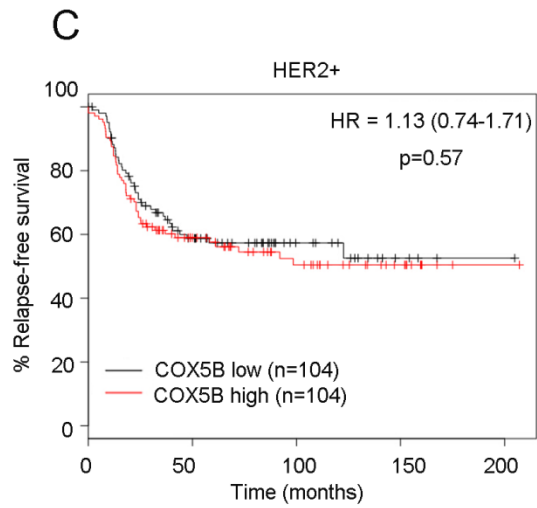 C
HER2+
HR = 1.13 (0.74-1.71)
p=0.57
% Relapse-free survival
100
80
60
40
20
0
COX5B low (n=104)
COX5B high (n=104)
0 50 100 150 200
Time (months)